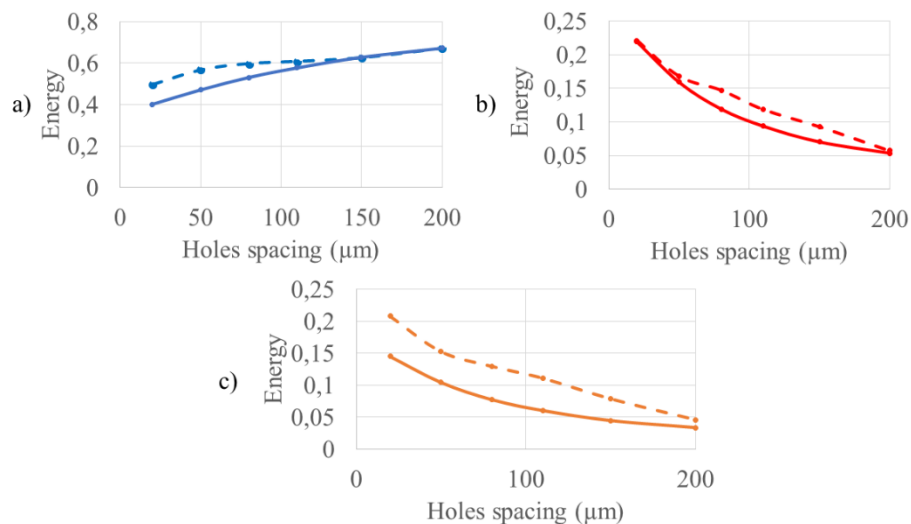 a)
Energy
0,8
0,6
0,4
0,2
0
0 50 100 150 200
Holes spacing (µm)
b)
Energy
0,25
0,2
0,15
0,1
0,05
0
0 100 200
Holes spacing (µm)
c)
Energy
0,25
0,2
0,15
0,1
0,05
0
0 100 200
Holes spacing (µm)